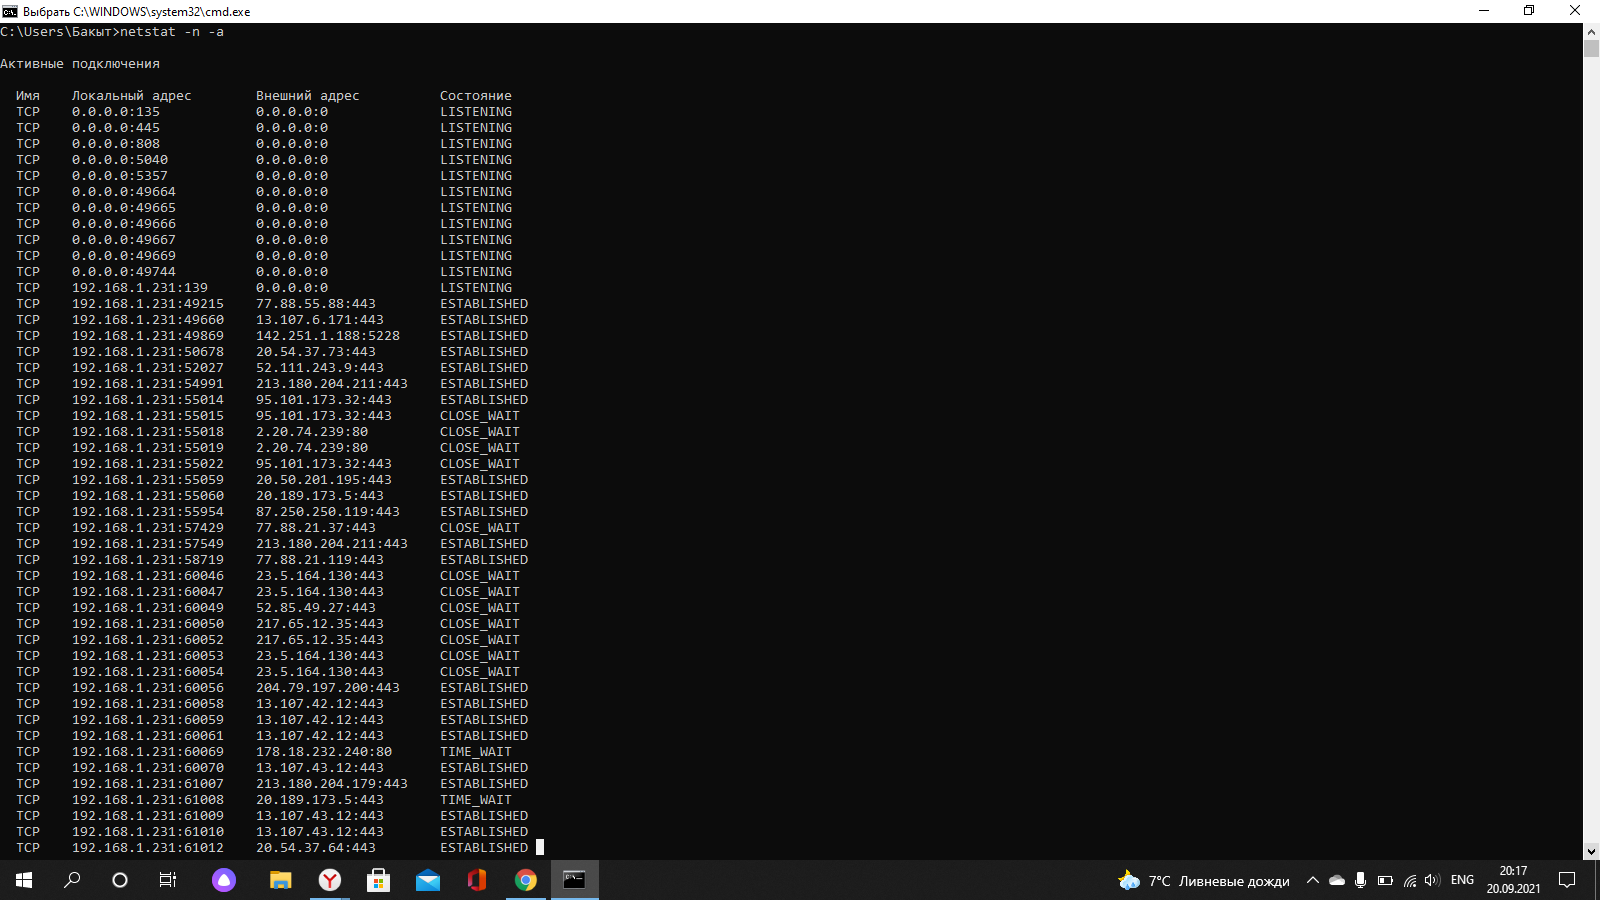 Выбрать C:\WINDOWS\system32\cmd.exe
C:\Users\Бакыт>netstat -n -a
Активные подключения
Имя Локальный адрес Внешний адрес Состояние
TCP 0.0.0.0:135 0.0.0.0:0 LISTENING
TCP 0.0.0.0:445 0.0.0.0:0 LISTENING
TCP 0.0.0.0:808 0.0.0.0:0 LISTENING
TCP 0.0.0.0:5040 0.0.0.0:0 LISTENING
TCP 0.0.0.0:5357 0.0.0.0:0 LISTENING
TCP 0.0.0.0:49664 0.0.0.0:0 LISTENING
TCP 0.0.0.0:49665 0.0.0.0:0 LISTENING
TCP 0.0.0.0:49666 0.0.0.0:0 LISTENING
TCP 0.0.0.0:49667 0.0.0.0:0 LISTENING
TCP 0.0.0.0:49669 0.0.0.0:0 LISTENING
TCP 0.0.0.0:49744 0.0.0.0:0 LISTENING
TCP 192.168.1.231:139 0.0.0.0:0 LISTENING
TCP 192.168.1.231:49215 77.88.55.88:443 ESTABLISHED
TCP 192.168.1.231:49660 13.107.6.171:443 ESTABLISHED
TCP 192.168.1.231:49869 142.251.1.188:5228 ESTABLISHED
TCP 192.168.1.231:50678 20.54.37.73:443 ESTABLISHED
TCP 192.168.1.231:52027 52.111.243.9:443 ESTABLISHED
TCP 192.168.1.231:54991 213.180.204.211:443 ESTABLISHED
TCP 192.168.1.231:55014 95.101.173.32:443 ESTABLISHED
TCP 192.168.1.231:55015 95.101.173.32:443 CLOSE_WAIT
TCP 192.168.1.231:55018 2.20.74.239:80 CLOSE_WAIT
TCP 192.168.1.231:55019 2.20.74.239:80 CLOSE_WAIT
TCP 192.168.1.231:55022 95.101.173.32:443 CLOSE_WAIT
TCP 192.168.1.231:55059 20.50.201.195:443 ESTABLISHED
TCP 192.168.1.231:55060 20.189.173.5:443 ESTABLISHED
TCP 192.168.1.231:55954 87.250.250.119:443 ESTABLISHED
TCP 192.168.1.231:57429 77.88.21.37:443 CLOSE_WAIT
TCP 192.168.1.231:57549 213.180.204.211:443 ESTABLISHED
TCP 192.168.1.231:58719 77.88.21.119:443 ESTABLISHED
TCP 192.168.1.231:60046 23.5.164.130:443 CLOSE_WAIT
TCP 192.168.1.231:60047 23.5.164.130:443 CLOSE_WAIT
TCP 192.168.1.231:60049 52.85.49.27:443 CLOSE_WAIT
TCP 192.168.1.231:60050 217.65.12.35:443 CLOSE_WAIT
TCP 192.168.1.231:60052 217.65.12.35:443 CLOSE_WAIT
TCP 192.168.1.231:60053 23.5.164.130:443 CLOSE_WAIT
TCP 192.168.1.231:60054 23.5.164.130:443 CLOSE_WAIT
TCP 192.168.1.231:60056 204.79.197.200:443 ESTABLISHED
TCP 192.168.1.231:60058 13.107.42.12:443 ESTABLISHED
TCP 192.168.1.231:60059 13.107.42.12:443 ESTABLISHED
TCP 192.168.1.231:60061 13.107.42.12:443 ESTABLISHED
TCP 192.168.1.231:60069 178.18.232.240:80 TIME_WAIT
TCP 192.168.1.231:60070 13.107.43.12:443 ESTABLISHED
TCP 192.168.1.231:61007 213.180.204.179:443 ESTABLISHED
TCP 192.168.1.231:61008 20.189.173.5:443 TIME_WAIT
TCP 192.168.1.231:61009 13.107.43.12:443 ESTABLISHED
TCP 192.168.1.231:61010 13.107.43.12:443 ESTABLISHED
TCP 192.168.1.231:61012 20.54.37.64:443 ESTABLISHED
7°C Ливневые дожди ENG 20:17
20.09.2021